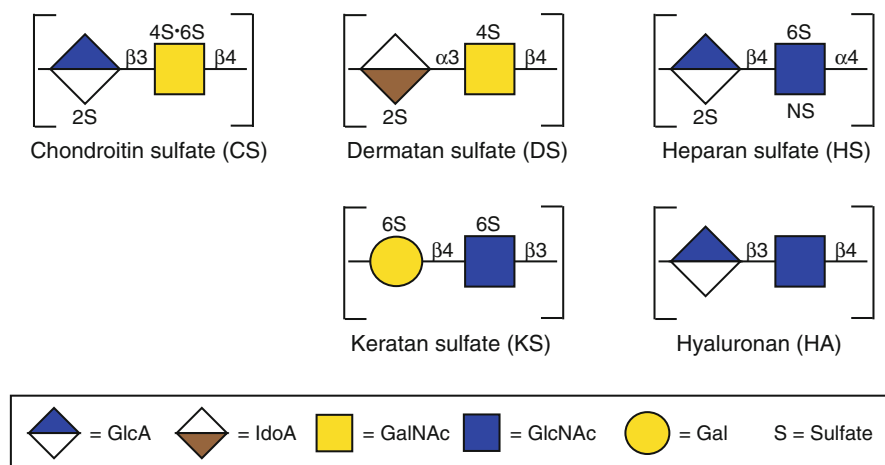 4S·6S 4S 6S
β3 β4 α3 β4 β4 α4
2S 2S 2S NS
Chondroitin sulfate (CS) Dermatan sulfate (DS) Heparan sulfate (HS)
6S 6S
β4 β3 β3 β4
Keratan sulfate (KS) Hyaluronan (HA)
= GlcA = IdoA = GalNAc = GlcNAc = Gal S = Sulfate